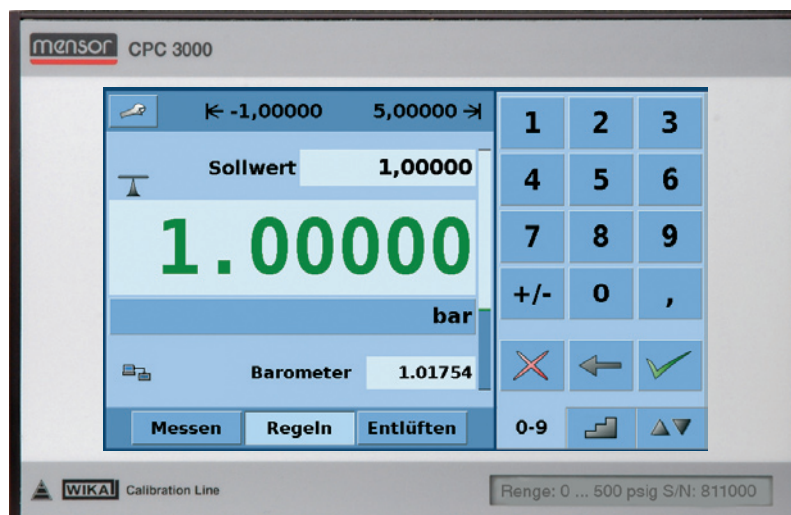 mensor CPC 3000
-1,00000 5,00000
Sollwert 1,00000
1.00000
bar
Barometer 1.01754
Messen Regeln Entlüften
1 2 3
4 5 6
7 8 9
+/- 0 ,
0-9
WIKAI Calibration Line
Renge: 0 ... 500 psig S/N: 811000